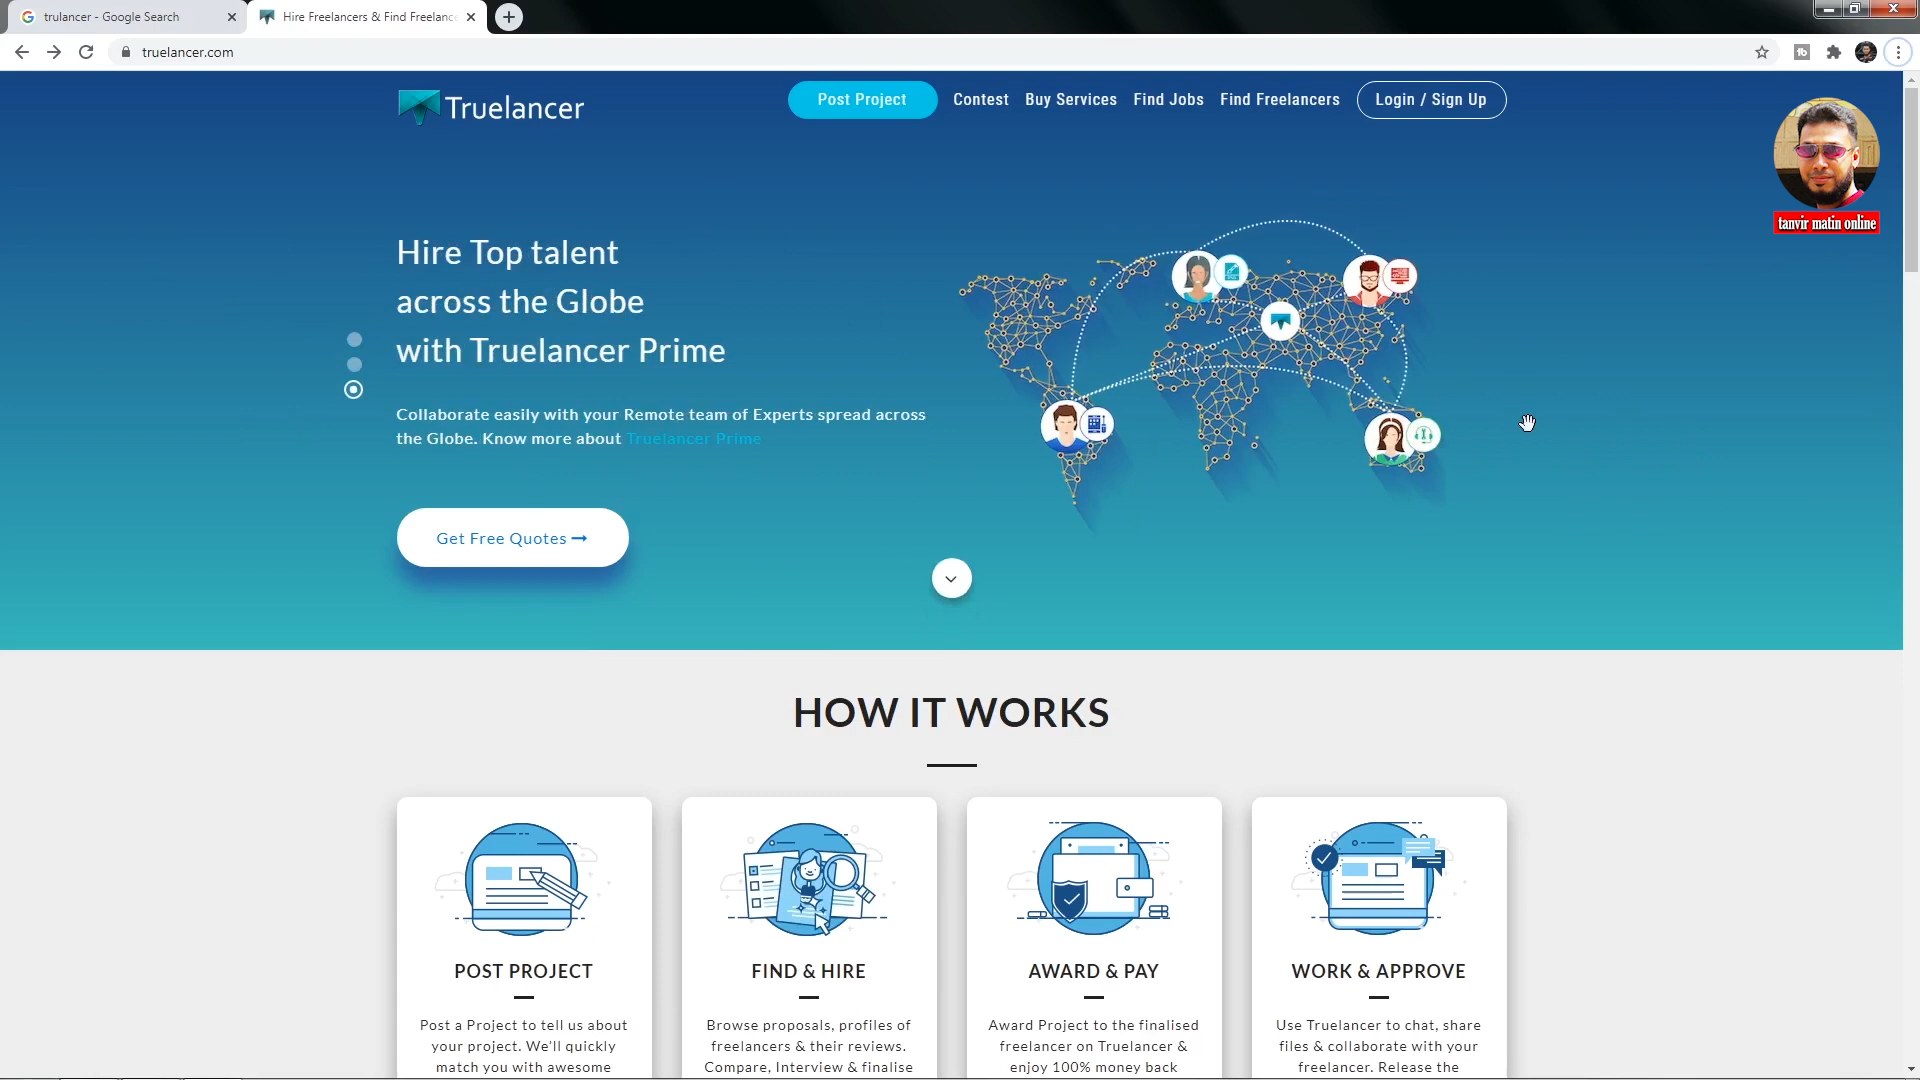 trulancer - Google Search
Hire Freelancers & Find Freelanc
truelancer.com
Truelancer
Post Project
Contest
Buy Services
Find Jobs
Find Freelancers
Login / Sign Up
tanvir matin online
Hire Top talent
across the Globe
with Truelancer Prime
Collaborate easily with your Remote team of Experts spread across
the Globe. Know more about Truelancer Prime
Get Free Quotes
HOW IT WORKS
POST PROJECT
Post a Project to tell us about
your project. We'll quickly
match you with awesome
FIND & HIRE
Browse proposals, profiles of
freelancers & their reviews.
Compare, Interview & finalise
AWARD & PAY
Award Project to the finalised
freelancer on Truelancer &
enjoy 100% money back
WORK & APPROVE
Use Truelancer to chat, share
files & collaborate with your
freelancer. Release the